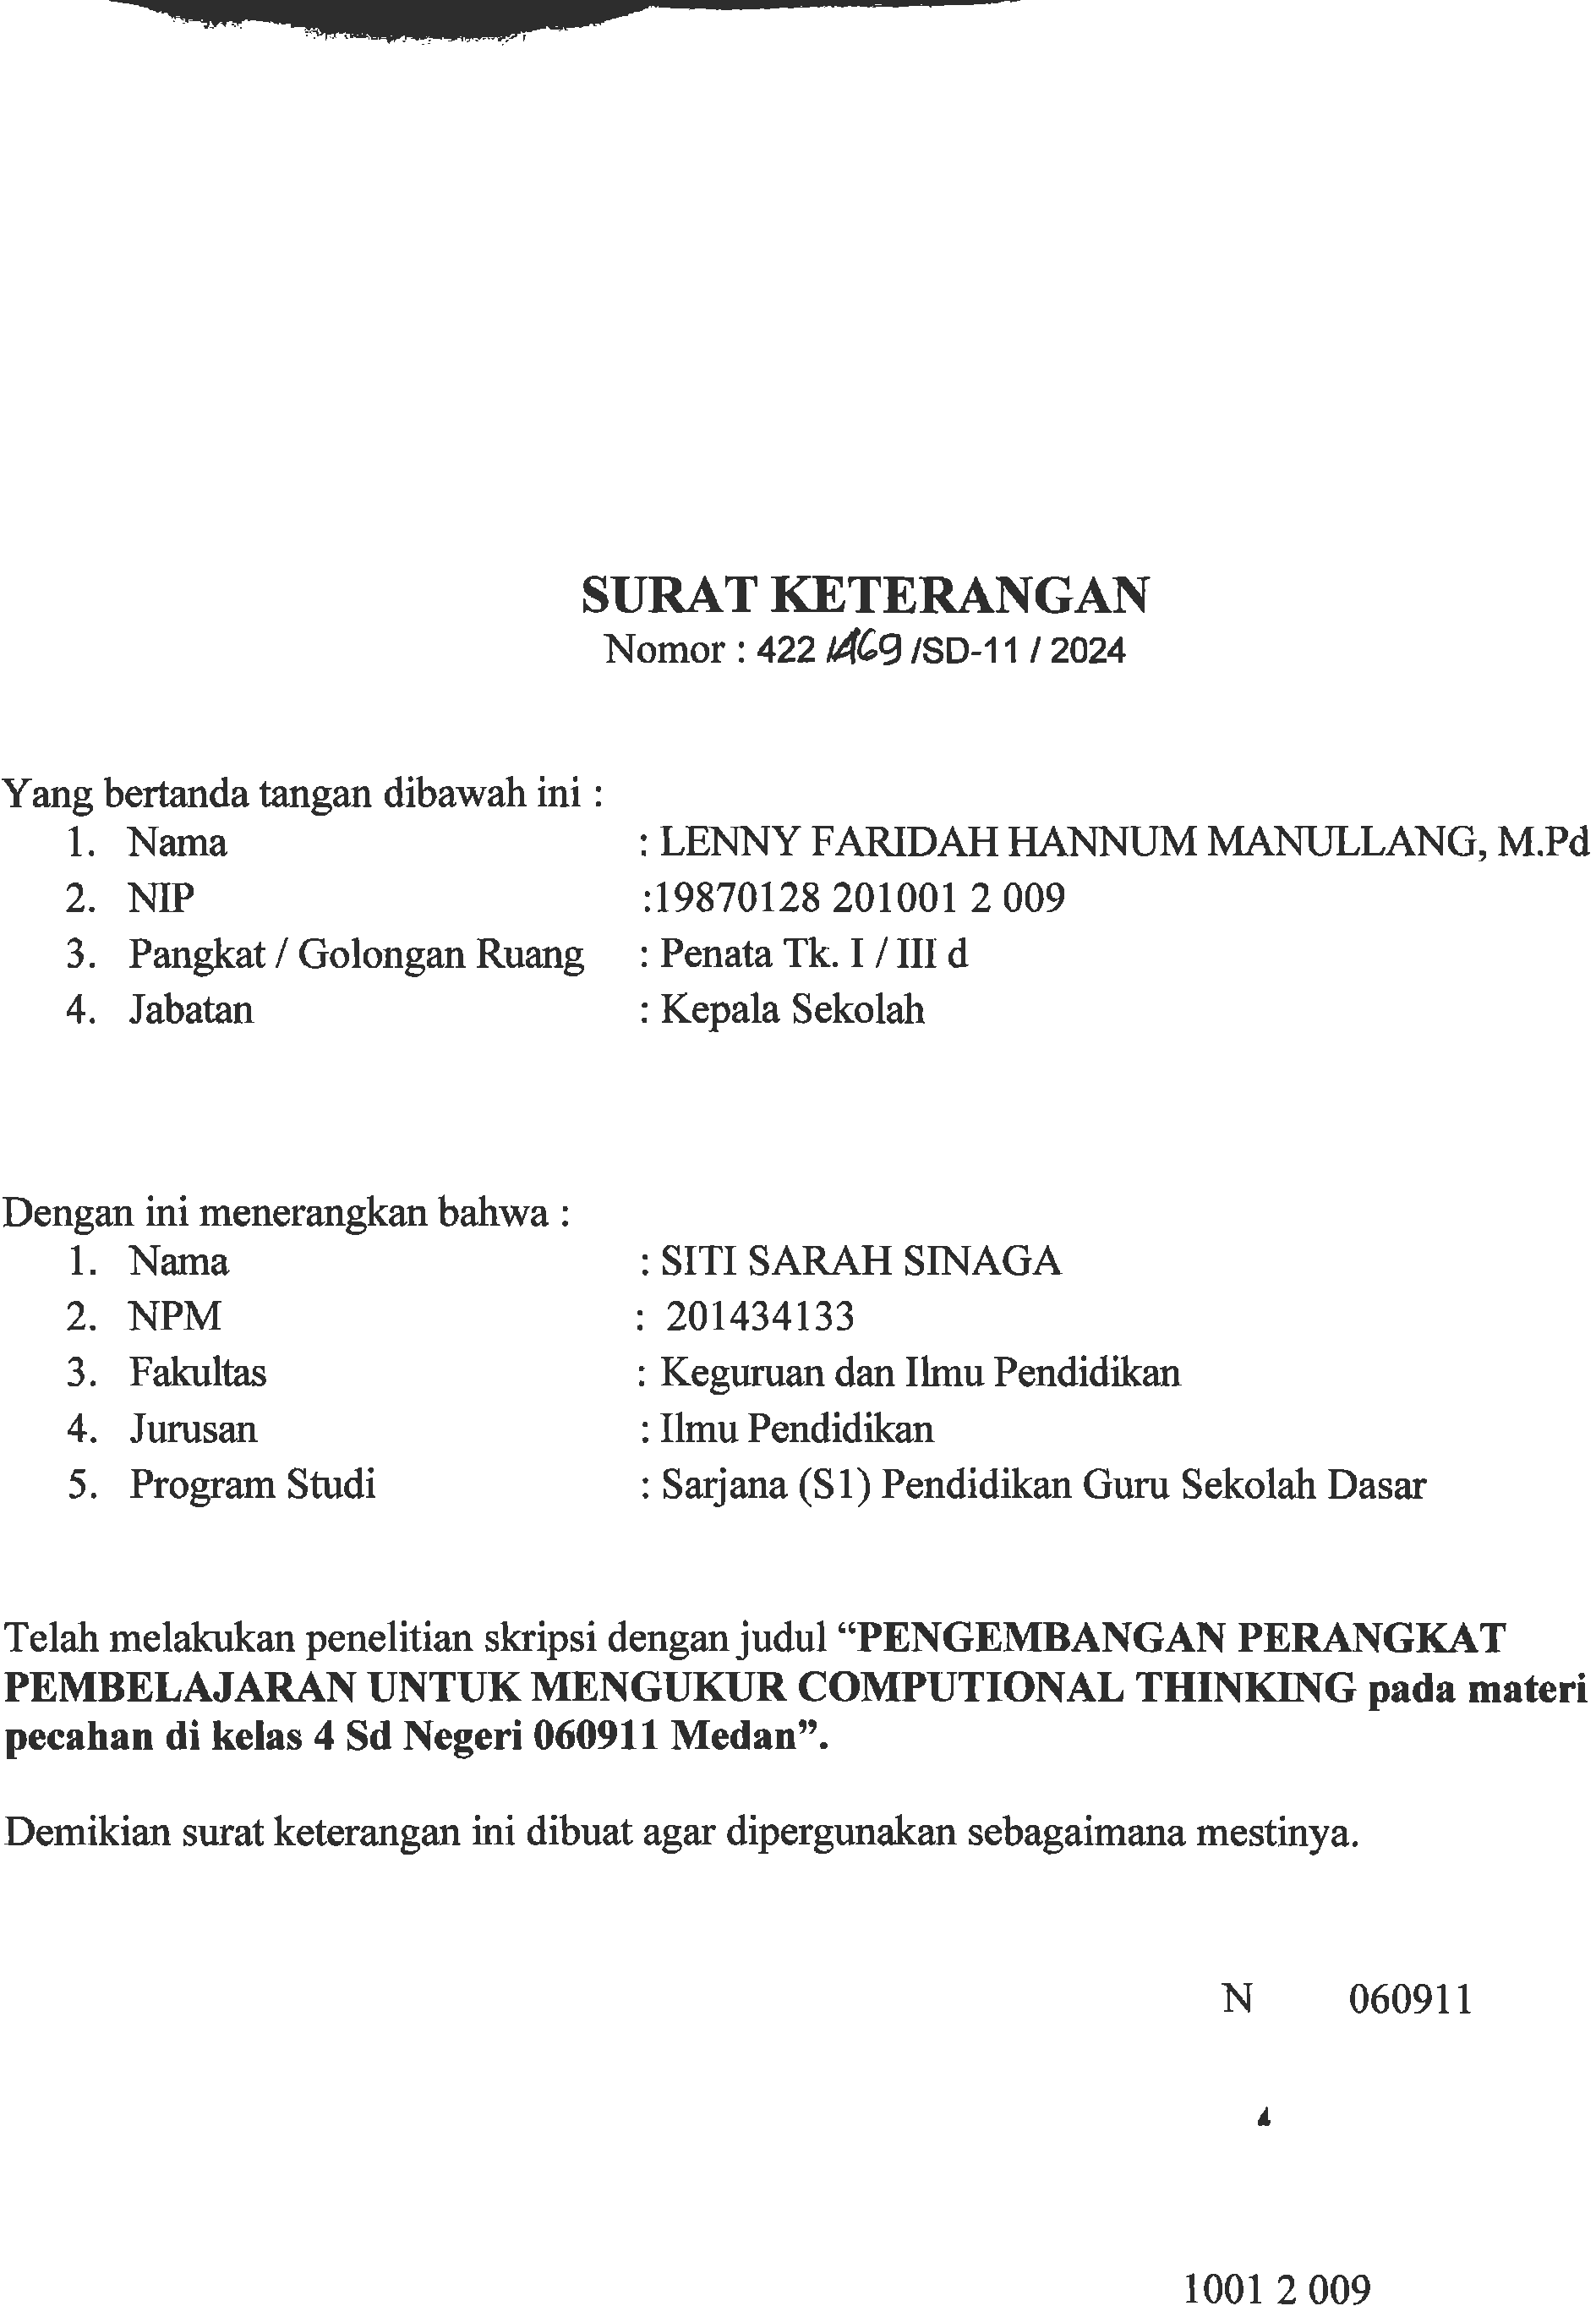 SURAT KETERANGAN
Nomor : 422 /169 /SD-11 / 2024
Yang bertanda tangan dibawah ini :
1. Nama : LENNY FARIDAH HANNUM MANULLANG, M.Pd
2. NIP :19870128 201001 2 009
3. Pangkat / Golongan Ruang : Penata Tk. I / III d
4. Jabatan : Kepala Sekolah
Dengan ini menerangkan bahwa :
1. Nama : SITI SARAH SINAGA
2. NPM : 201434133
3. Fakultas : Keguruan dan Ilmu Pendidikan
4. Jurusan : Ilmu Pendidikan
5. Program Studi : Sarjana (S1) Pendidikan Guru Sekolah Dasar
Telah melakukan penelitian skripsi dengan judul “PENGEMBANGAN PERANGKAT
PEMBELAJARAN UNTUK MENGUKUR COMPUTIONAL THINKING pada materi
pecahan di kelas 4 Sd Negeri 060911 Medan”.
Demikian surat keterangan ini dibuat agar dipergunakan sebagaimana mestinya.
N 060911
1001 2 009